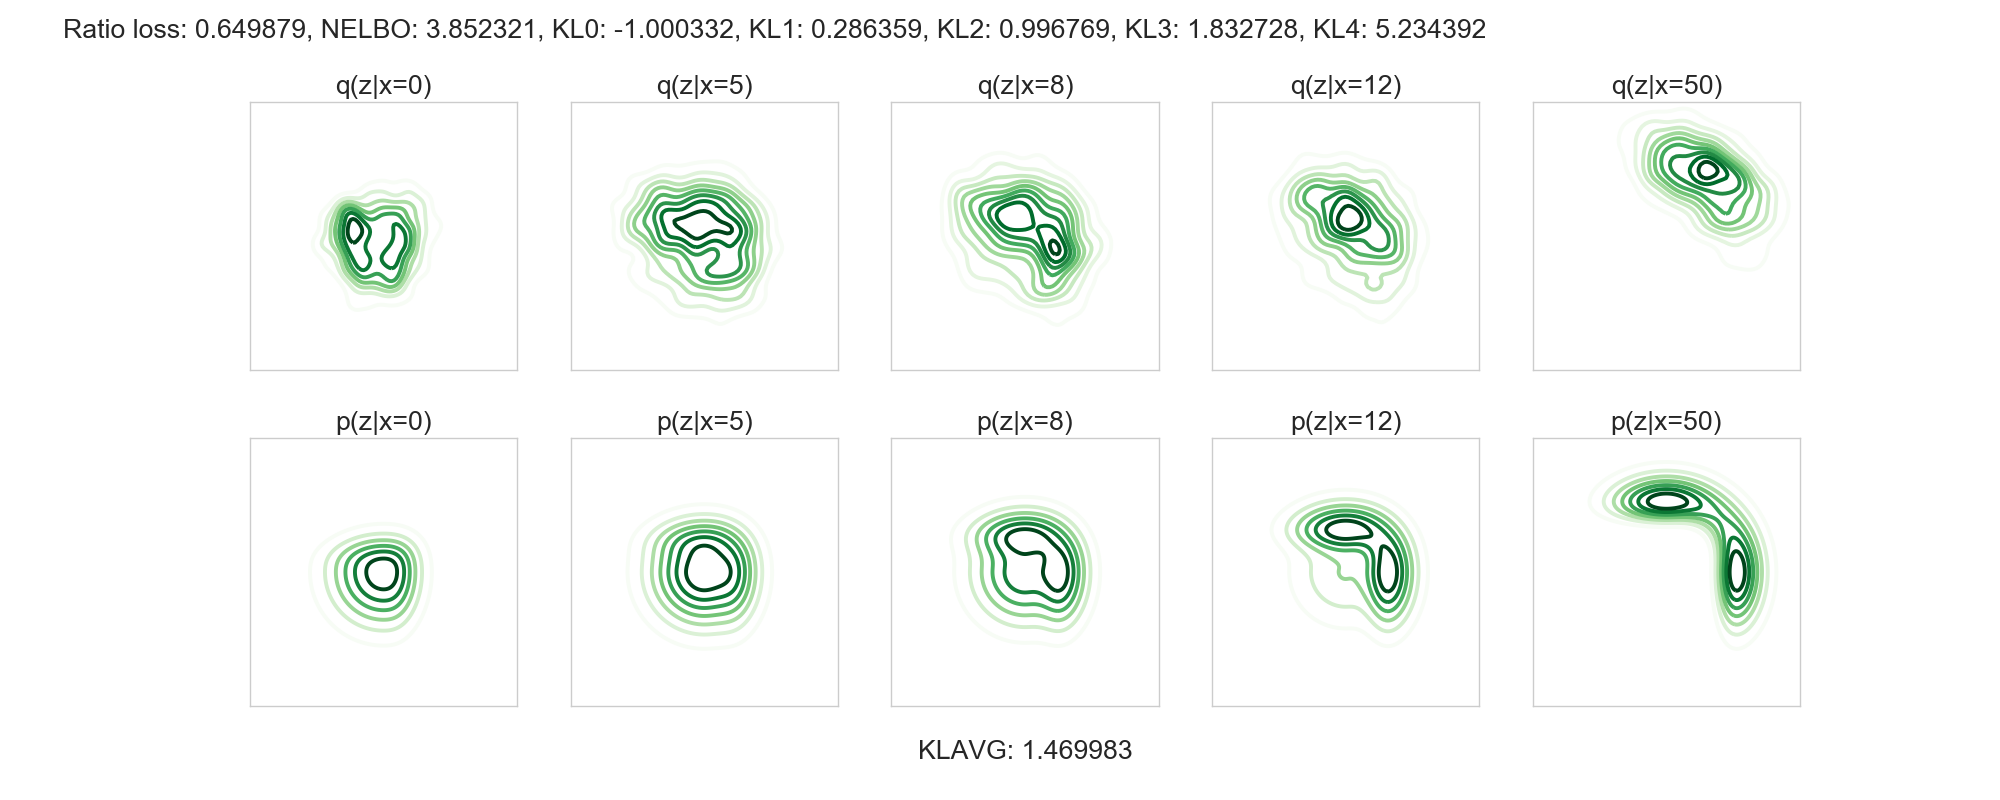 Ratio loss: 0.649879, NELBO: 3.852321, KL0: -1.000332, KL1: 0.286359, KL2: 0.996769, KL3: 1.832728, KL4: 5.234392
q(z|x=0) q(z|x=5) q(z|x=8) q(z|x=12) q(z|x=50)
p(z|x=0) p(z|x=5) p(z|x=8) p(z|x=12) p(z|x=50)
KLAVG: 1.469983